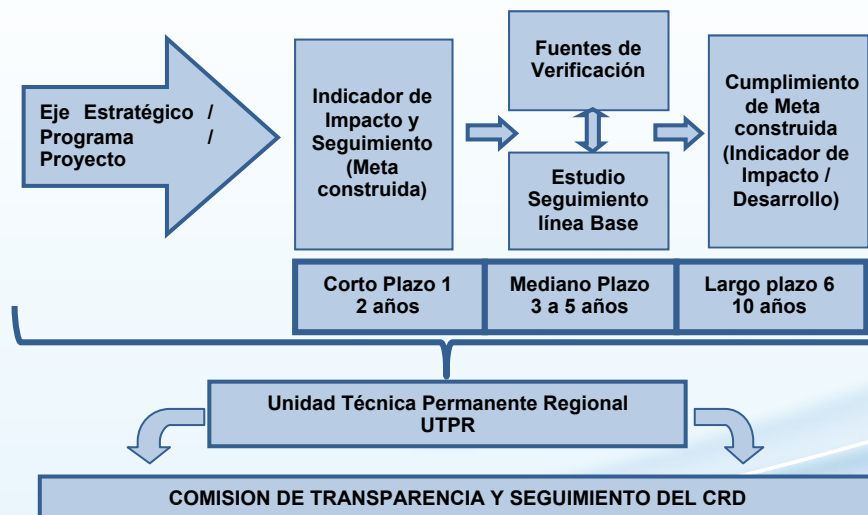 Eje Estratégico /
Programa /
Proyecto
Indicador de
Impacto y
Seguimiento
(Meta
construida)
Fuentes de
Verificación
Estudio
Seguimiento
línea Base
Cumplimiento
de Meta
construida
(Indicador de
Impacto /
Desarrollo)
Corto Plazo 1
2 años
Mediano Plazo
3 a 5 años
Largo plazo 6
10 años
Unidad Técnica Permanente Regional
UTPR
COMISION DE TRANSPARENCIA Y SEGUIMIENTO DEL CRD